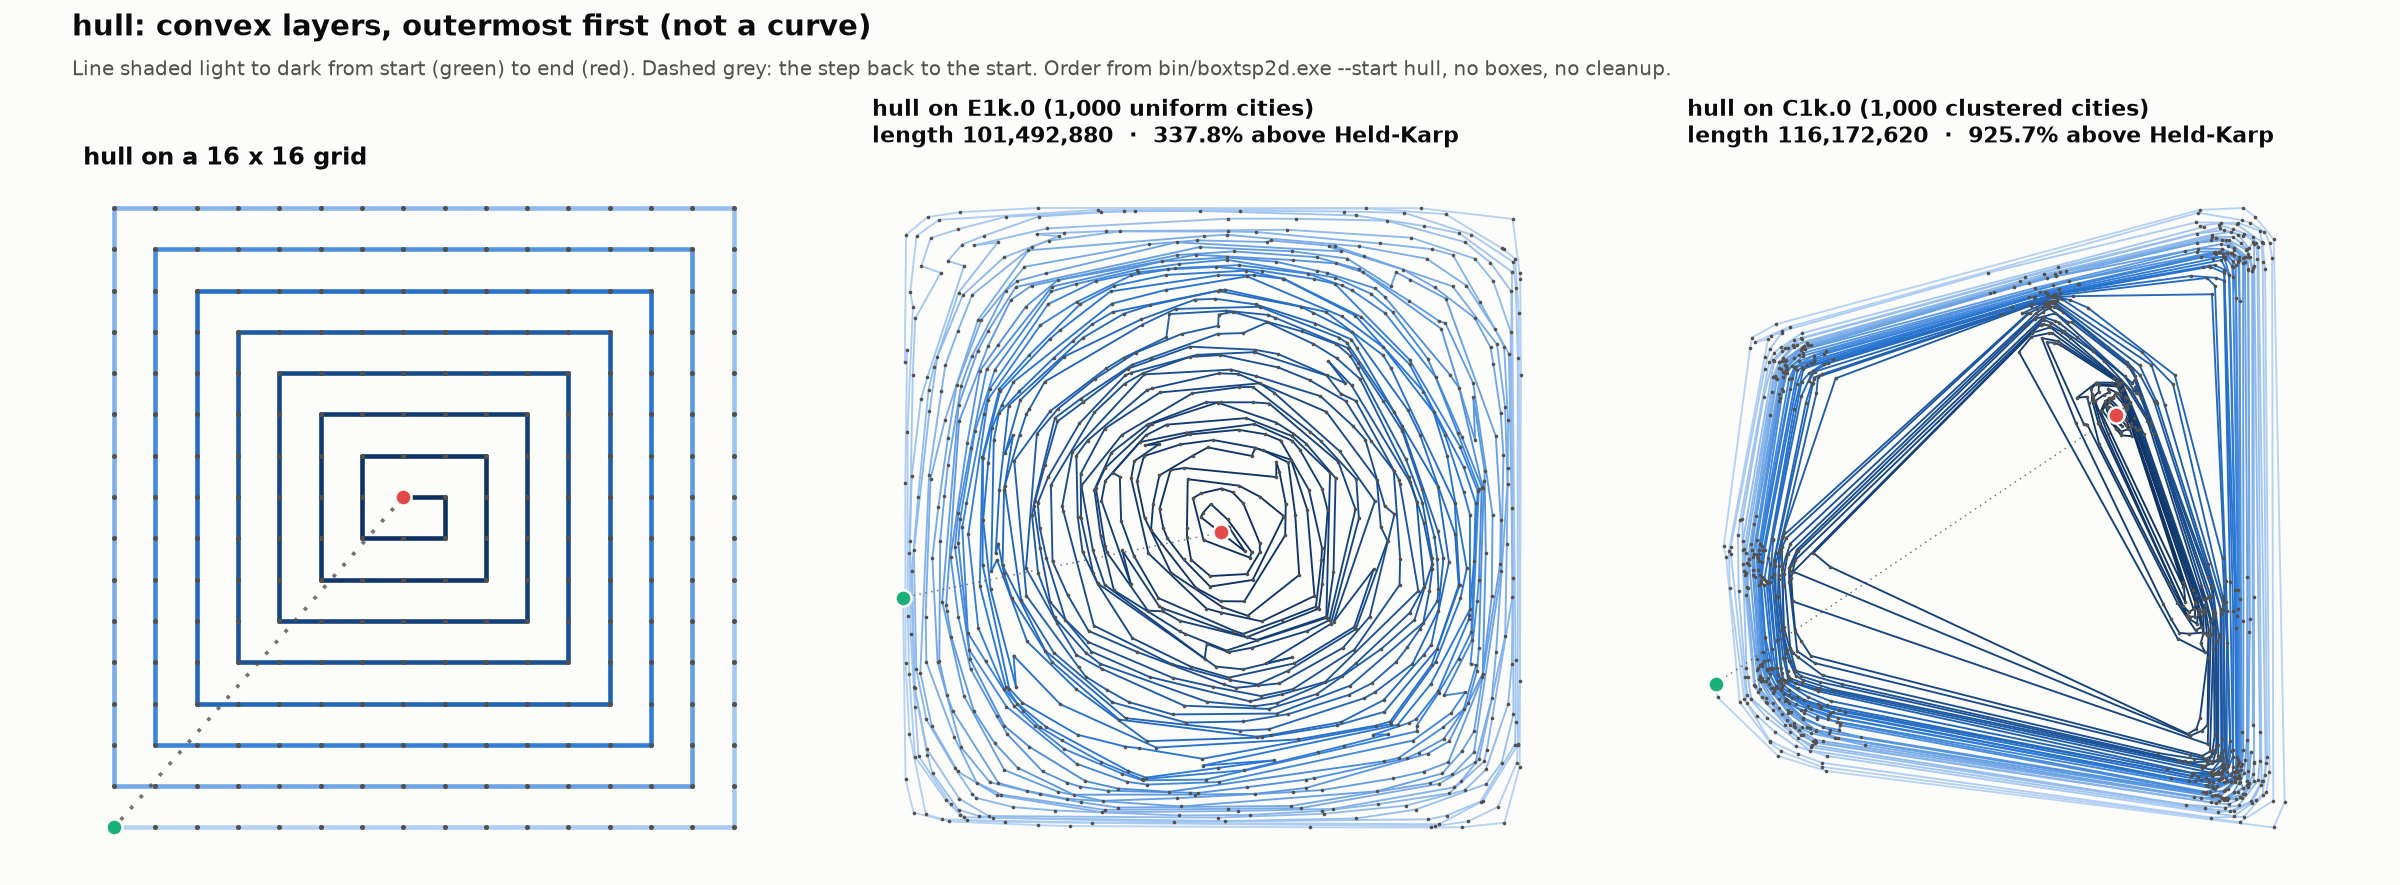 hull: convex layers, outermost first (not a curve)
Line shaded light to dark from start (green) to end (red). Dashed grey: the step back to the start. Order from bin/boxtsp2d.exe --start hull, no boxes, no cleanup.
hull on a 16 x 16 grid
hull on E1k.0 (1,000 uniform cities)
length 101,492,880 · 337.8% above Held-Karp
hull on C1k.0 (1,000 clustered cities)
length 116,172,620 · 925.7% above Held-Karp